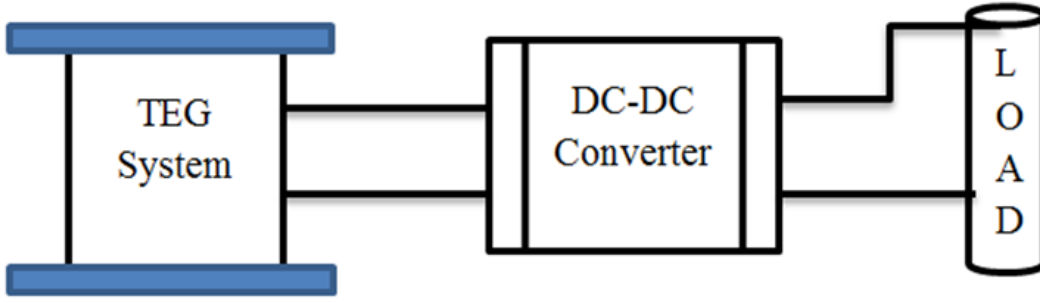 TEG
System
DC-DC
Converter
L
O
A
D